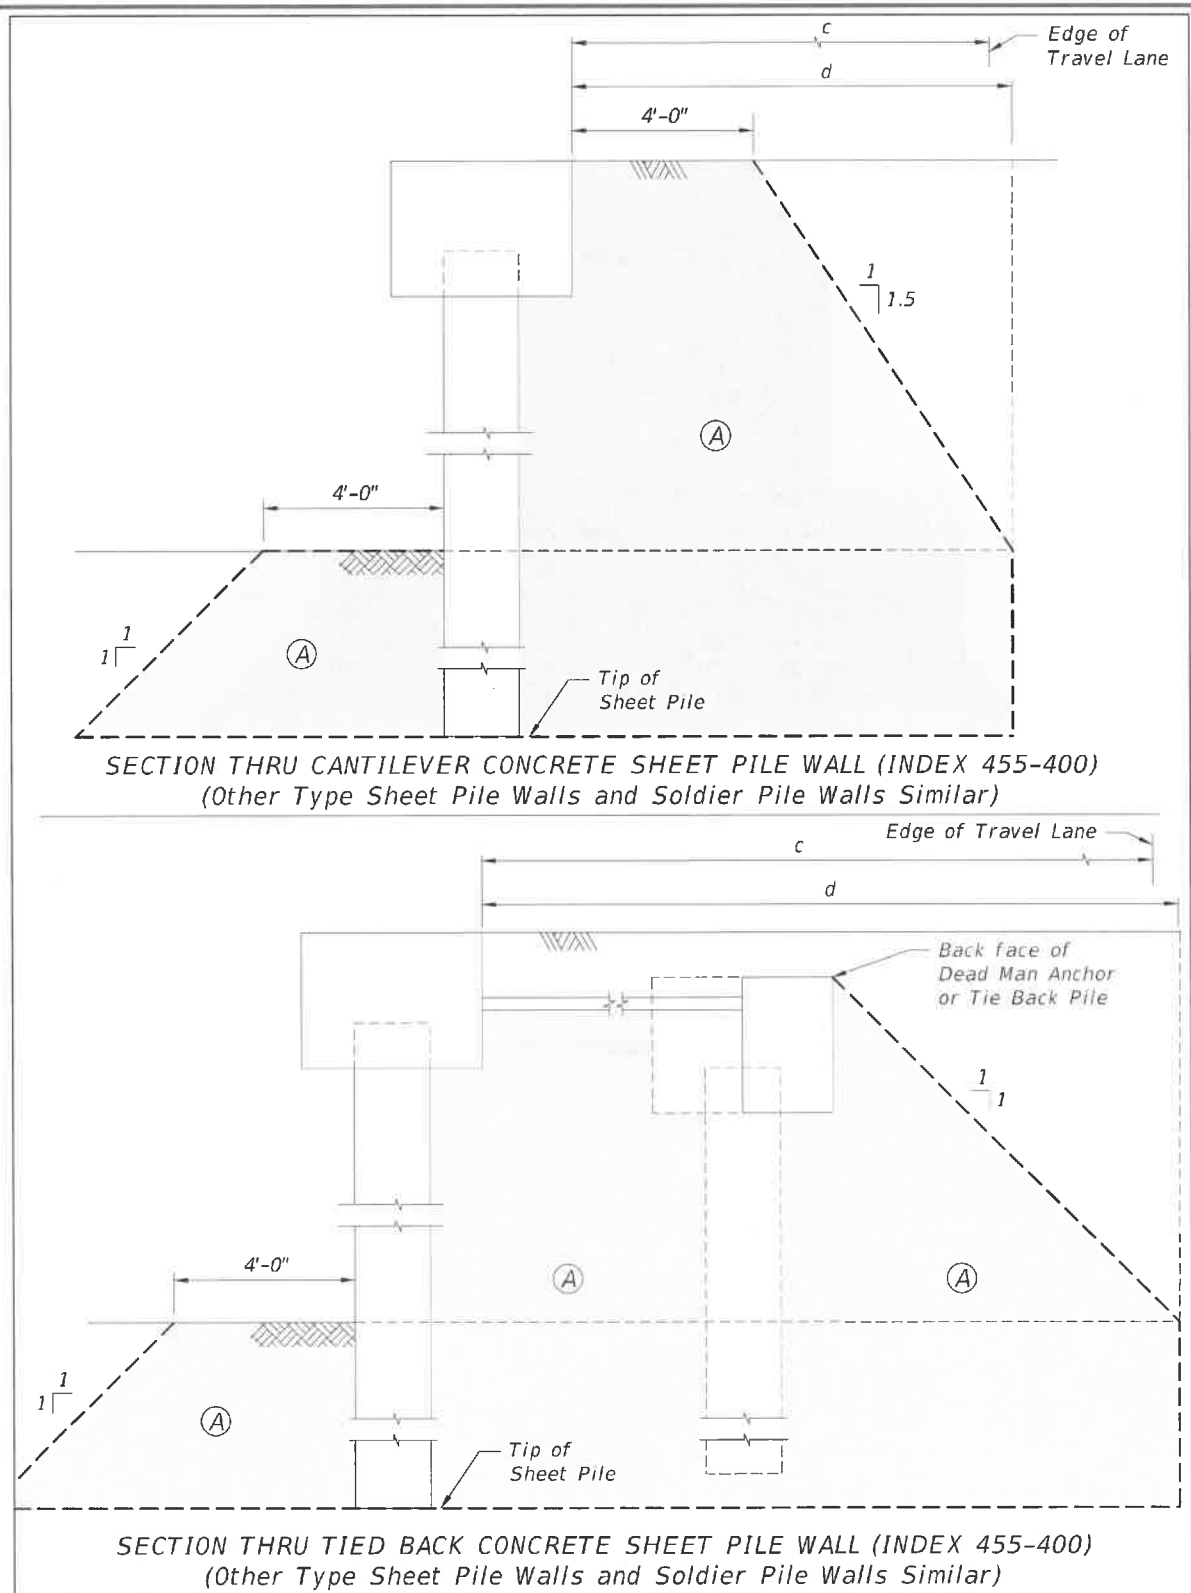 c
Edge of
Travel Lane
d
4'-0"
1
1.5
A
4'-0"
1
1
A
Tip of
Sheet Pile
SECTION THRU CANTILEVER CONCRETE SHEET PILE WALL (INDEX 455-400)
(Other Type Sheet Pile Walls and Soldier Pile Walls Similar)
Edge of Travel Lane
c
d
Back face of
Dead Man Anchor
or Tie Back Pile
1
1
4'-0"
A
A
1
1
A
Tip of
Sheet Pile
SECTION THRU TIED BACK CONCRETE SHEET PILE WALL (INDEX 455-400)
(Other Type Sheet Pile Walls and Soldier Pile Walls Similar)